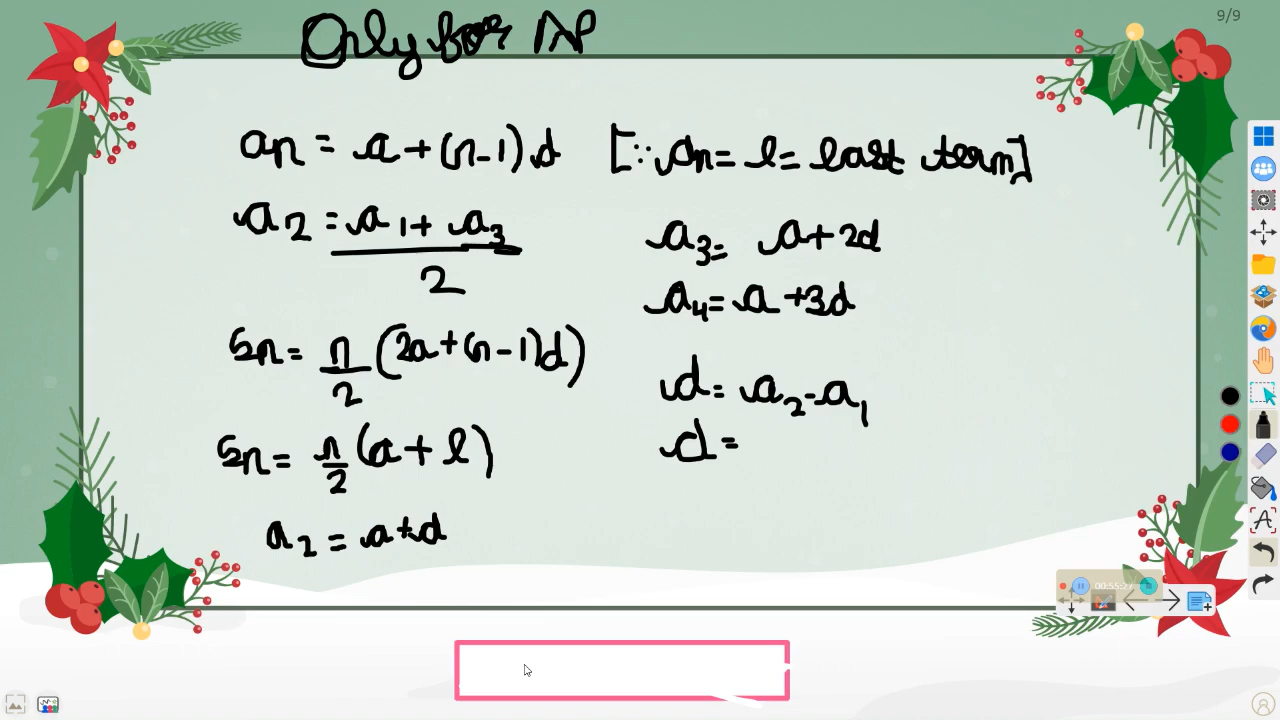 9/9
Only for AP
an = a + (n-1)d [∵ an = l = last term]
a2 = a1 + a3 / 2
a3 = a + 2d
a4 = a + 3d
Sn = n/2 (2a + (n-1)d)
d = a2 - a1
Sn = n/2 (a + l)
d =
a2 = a + d